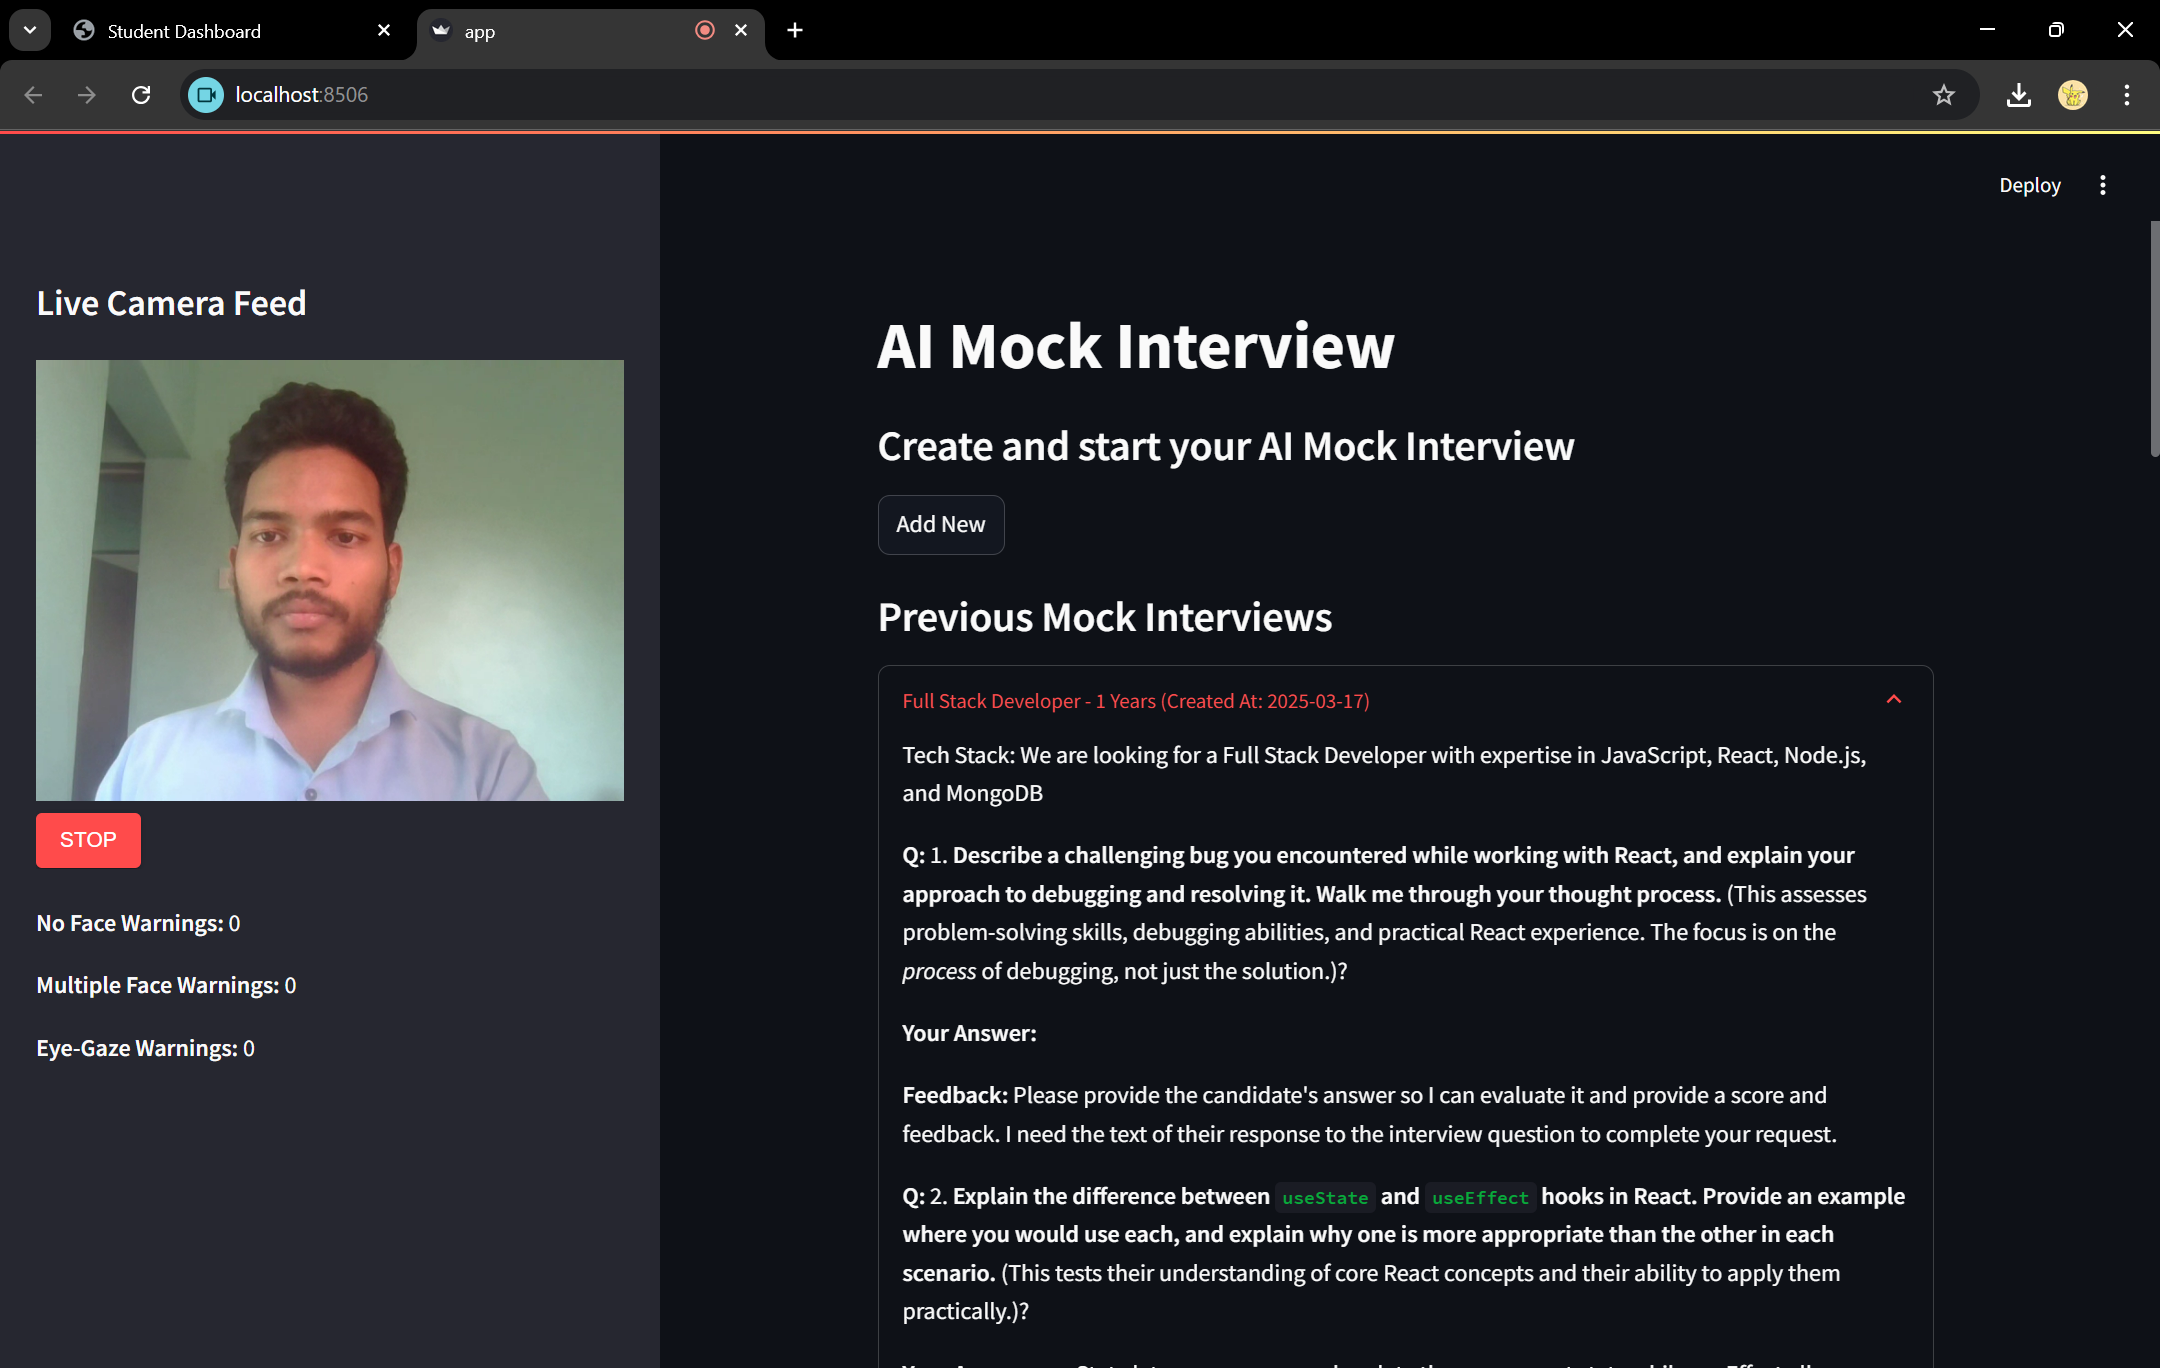 Student Dashboard
app
localhost:8506
Deploy
Live Camera Feed
STOP
No Face Warnings: 0
Multiple Face Warnings: 0
Eye-Gaze Warnings: 0
AI Mock Interview
Create and start your AI Mock Interview
Add New
Previous Mock Interviews
Full Stack Developer - 1 Years (Created At: 2025-03-17)
Tech Stack: We are looking for a Full Stack Developer with expertise in JavaScript, React, Node.js,
and MongoDB
Q: 1. Describe a challenging bug you encountered while working with React, and explain your
approach to debugging and resolving it. Walk me through your thought process. (This assesses
problem-solving skills, debugging abilities, and practical React experience. The focus is on the
process of debugging, not just the solution.)?
Your Answer:
Feedback: Please provide the candidate's answer so I can evaluate it and provide a score and
feedback. I need the text of their response to the interview question to complete your request.
Q: 2. Explain the difference between useState and useEffect hooks in React. Provide an example
where you would use each, and explain why one is more appropriate than the other in each
scenario. (This tests their understanding of core React concepts and their ability to apply them
practically.)?